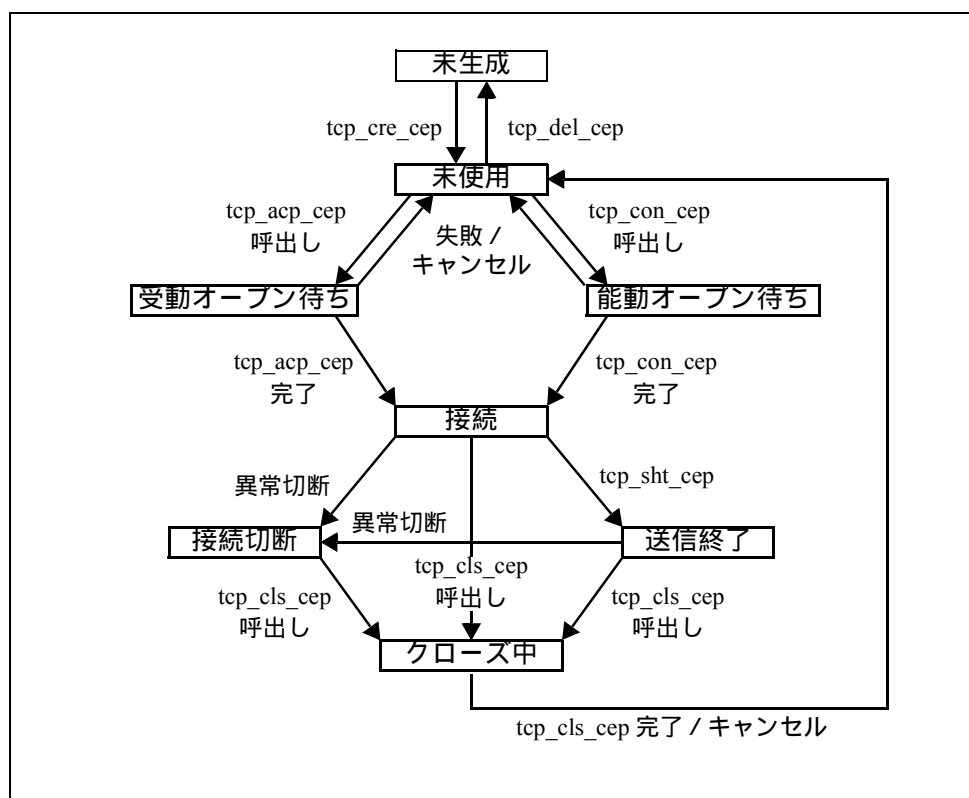 未生成
tcp_cre_cep
tcp_del_cep
未使用
tcp_acp_cep
呼出し
失敗 /
キャンセル
tcp_con_cep
呼出し
受動オープン待ち
能動オープン待ち
tcp_acp_cep
完了
tcp_con_cep
完了
接続
異常切断
tcp_sht_cep
異常切断
接続切断
送信終了
tcp_cls_cep
呼出し
tcp_cls_cep
呼出し
tcp_cls_cep
呼出し
クローズ中
tcp_cls_cep 完了 / キャンセル